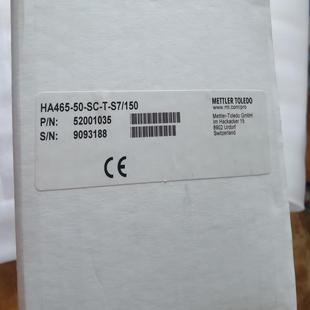 HA465-50-SC-T-S7/150
P/N: 52001035
S/N: 9093188
CE
METTLER TOLEDO
www.mt.com/pro
Mettler-Toledo GmbH
Im Hackacker 15
8902 Urdorf
Switzerland